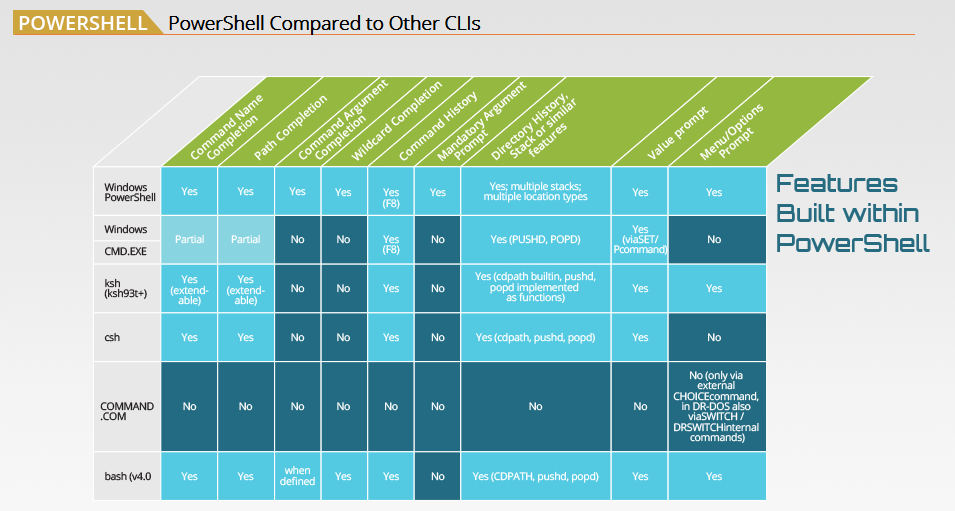 POWERSHELL
PowerShell Compared to Other CLIs
Command Name
Completion
Path Completion
Command Argument
Completion
Wildcard Completion
Command History
Mandatory Argument
Prompt
Directory History,
Stack or similar
features
Value prompt
Menu/Options
Prompt
Windows
PowerShell
Yes
Yes
Yes
Yes
Yes
(F8)
Yes
Yes; multiple stacks;
multiple location types
Yes
Yes
Features
Built within
PowerShell
Windows
CMD.EXE
Partial
Partial
No
No
Yes
(F8)
No
Yes (PUSHD, POPD)
Yes
(viaSET/
Pcommand)
No
ksh
(ksh93t+)
Yes
(extend-
able)
Yes
(extend-
able)
No
No
Yes
No
Yes (cdpath builtin, pushd,
popd implemented
as functions)
Yes
Yes
csh
Yes
Yes
No
No
Yes
No
Yes (cdpath, pushd, popd)
Yes
No
COMMAND
.COM
No
No
No
No
No
No
No
No
No (only via
external
CHOICEcommand,
in DR-DOS also
viaSWITCH /
DRSWITCHinternal
commands)
bash (v4.0
Yes
Yes
when
defined
Yes
Yes
No
Yes (CDPATH, pushd, popd)
Yes
Yes